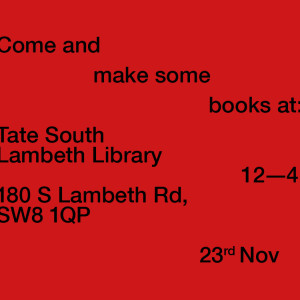 Come and
make some
books at:
Tate South
Lambeth Library
12—4
180 S Lambeth Rd,
SW8 1QP
23rd Nov